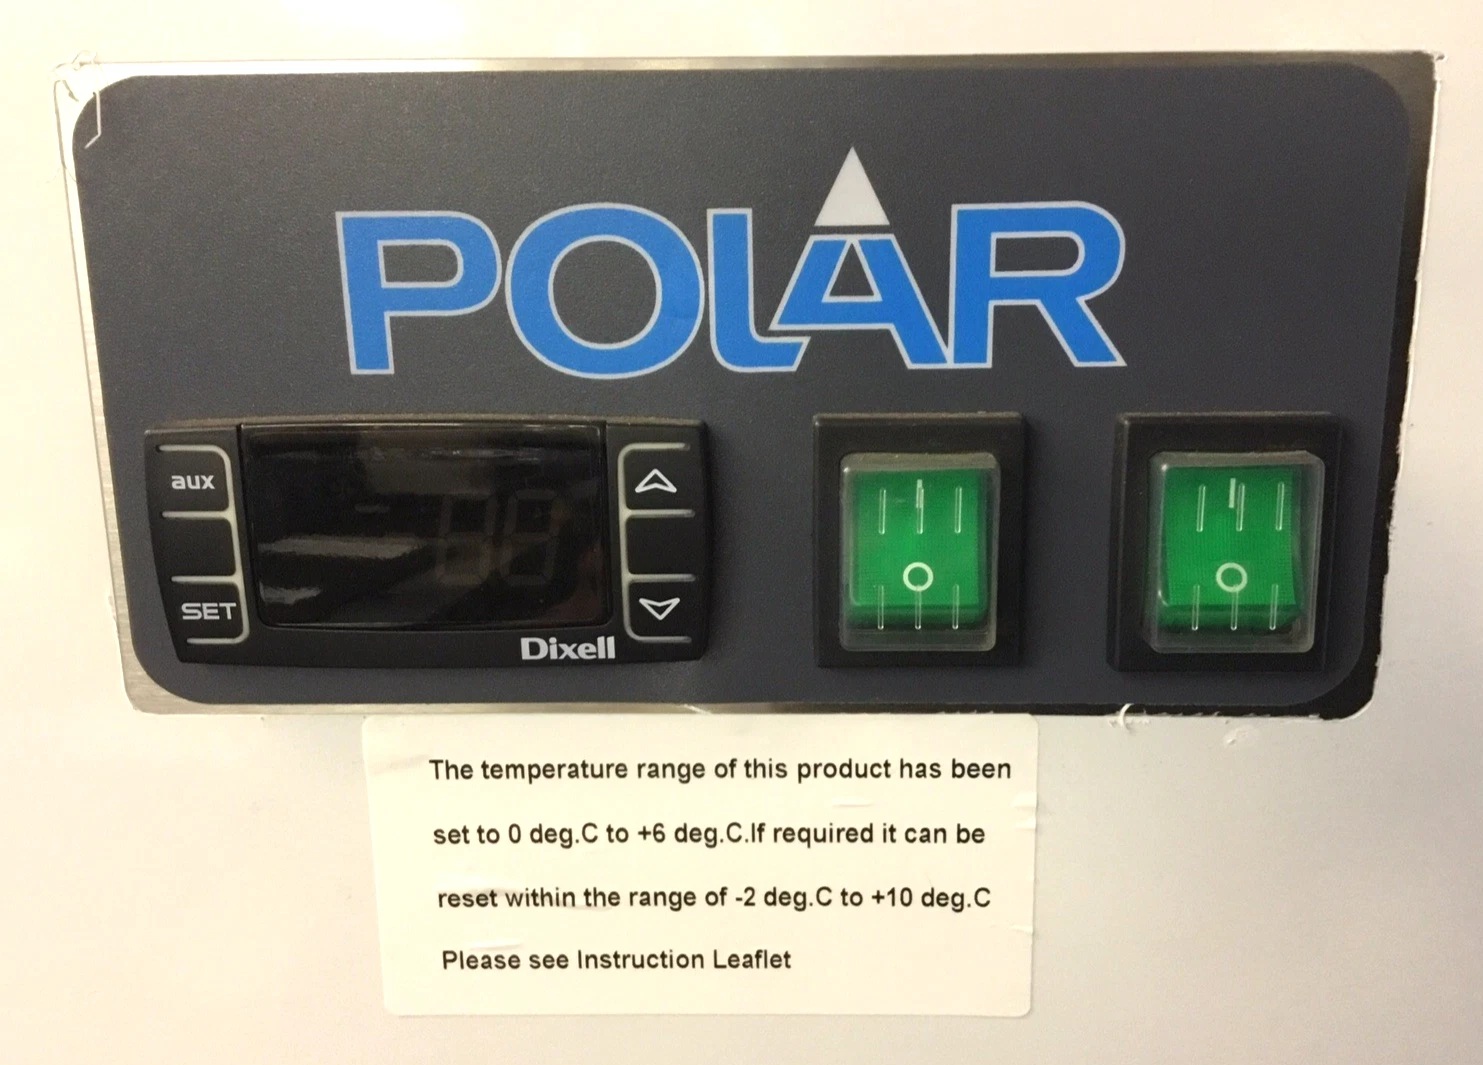 POLAR
aux
SET
Dixell
The temperature range of this product has been
set to 0 deg.C to +6 deg.C.If required it can be
reset within the range of -2 deg.C to +10 deg.C
Please see Instruction Leaflet